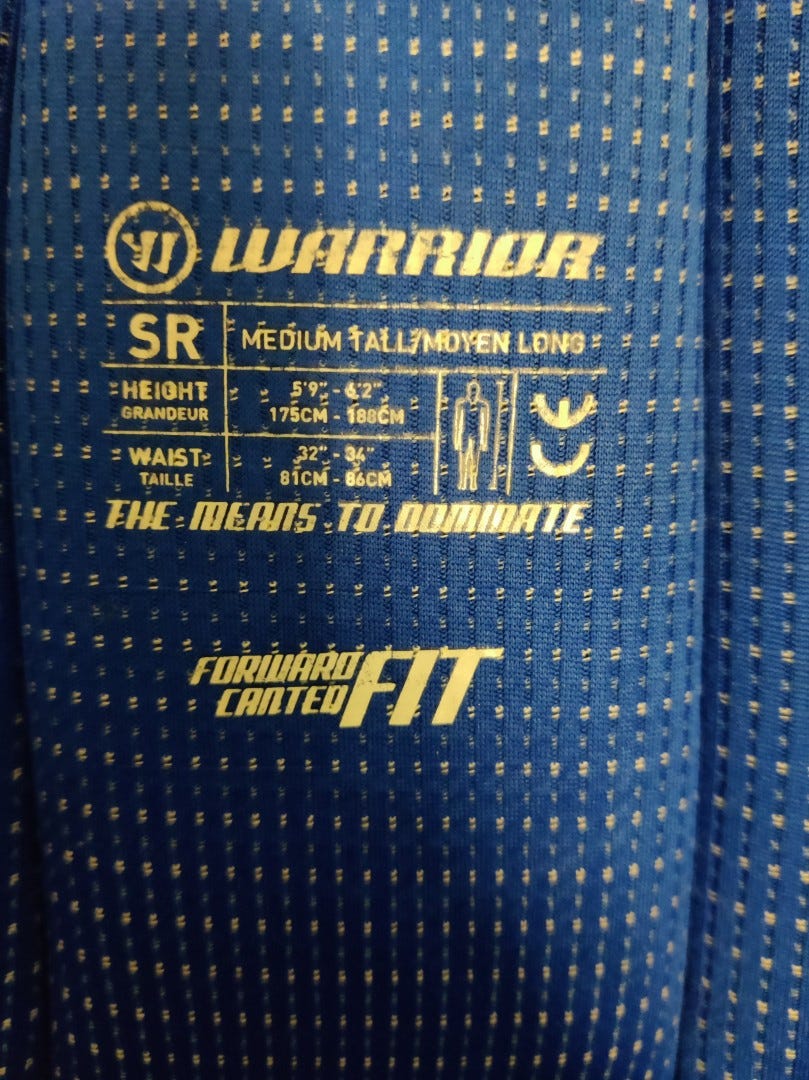 WARRIOR
SR
MEDIUM TALL/MOYEN LONG
HEIGHT
GRANDEUR
5'9" - 6'2"
175CM - 188CM
WAIST
TAILLE
32" - 34"
81CM - 86CM
CE
THE MEANS TO DOMINATE
FORWARD
CANTED
FIT